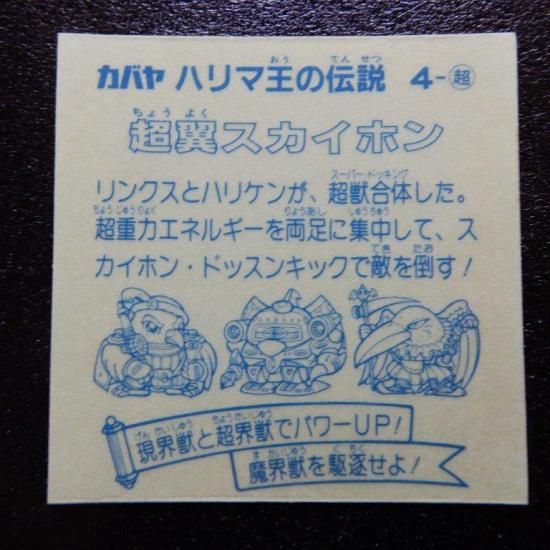 カバヤ ハリマ王の伝説 4-超
超翼スカイホン
リンクスとハリケンが、超獣合体した。
超重力エネルギーを両足に集中して、ス
カイホン・ドッスンキックで敵を倒す!
現界獣と超界獣でパワーUP!
魔界獣を駆逐せよ!